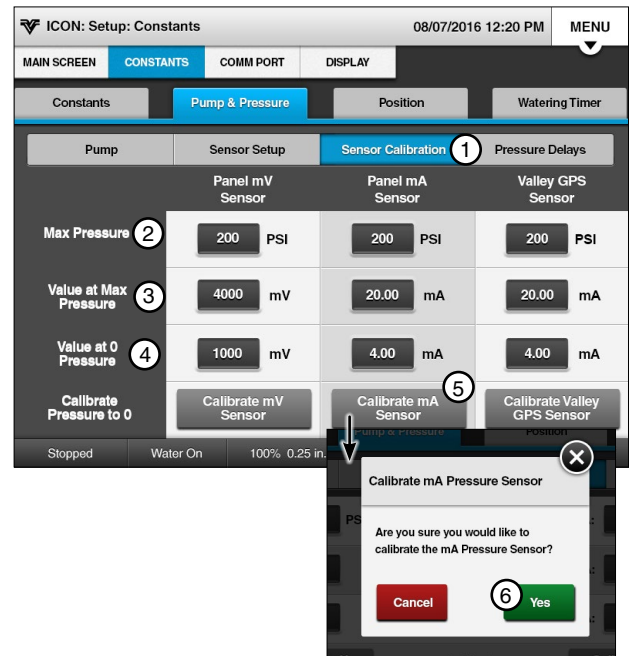 ICON: Setup: Constants 08/07/2016 12:20 PM MENU
MAIN SCREEN CONSTANTS COMM PORT DISPLAY
Constants Pump & Pressure Position Watering Timer
Pump Sensor Setup Sensor Calibration 1 Pressure Delays
Panel mV Panel mA Valley GPS
Sensor Sensor Sensor
Max Pressure 2 200 PSI 200 PSI 200 PSI
Value at Max
Pressure 3 4000 mV 20.00 mA 20.00 mA
Value at 0
Pressure 4 1000 mV 4.00 mA 4.00 mA
5
Calibrate
Pressure to 0
Calibrate mV
Sensor
Calibrate mA
Sensor
Calibrate Valley
GPS Sensor
Stopped Water On 100% 0.25 in.
Pump & Pressure Position
Calibrate mA Pressure Sensor
PS
Are you sure you would like to
calibrate the mA Pressure Sensor?
Cancel 6 Yes